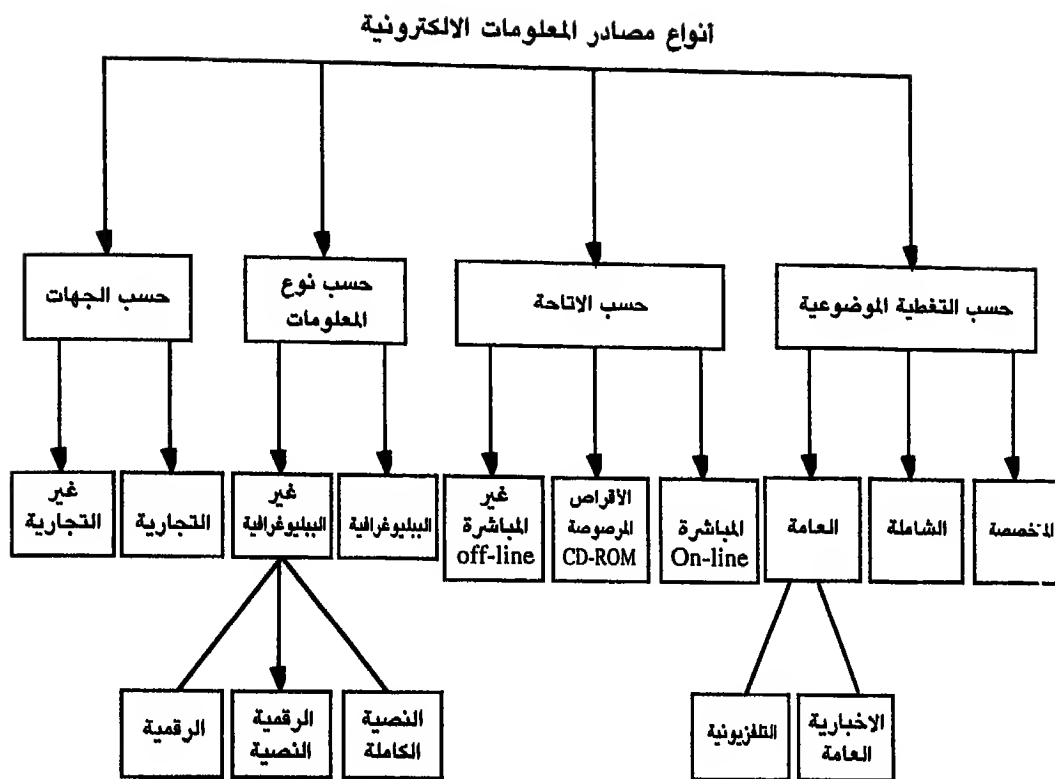 أنواع مصادر المعلومات الالكترونية
حسب التغطية الموضوعية
حسب الاتاحة
حسب نوع
المعلومات
حسب الجهات
المتخصصة
الشاملة
العامة
المباشرة
On-line
الأقراص
المرصوصة
CD-ROM
غير
المباشرة
off-line
الببليوغرافية
غير
الببليوغرافية
التجارية
غير
التجارية
الاخبارية
العامة
التلفزيونية
النصية
الكاملة
الرقمية
النصية
الرقمية